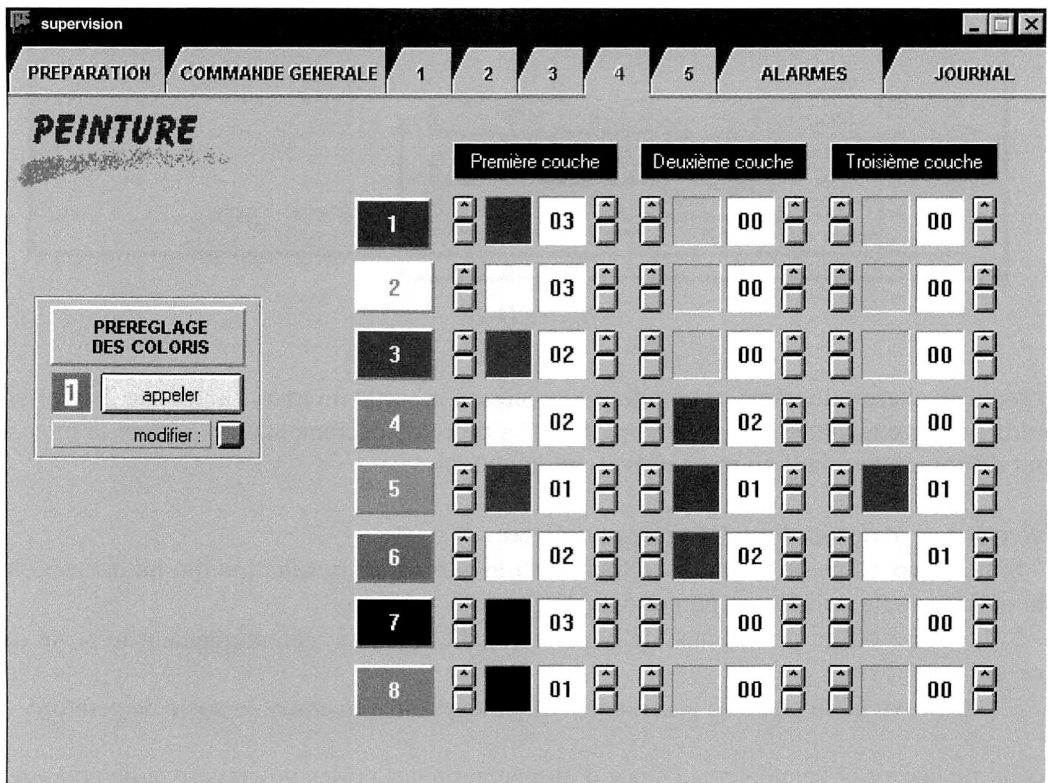 supervision
PREPARATION COMMANDE GENERALE 1 2 3 4 5 ALARMES JOURNAL
PEINTURE
Première couche Deuxième couche Troisième couche
1 03 00 00
2 03 00 00
PREREGLAGE
DES COLORIS
3 02 00 00
1 appeler
4 02 02 00
modifier :
5 01 01 01
6 02 02 01
7 03 00 00
8 01 00 00